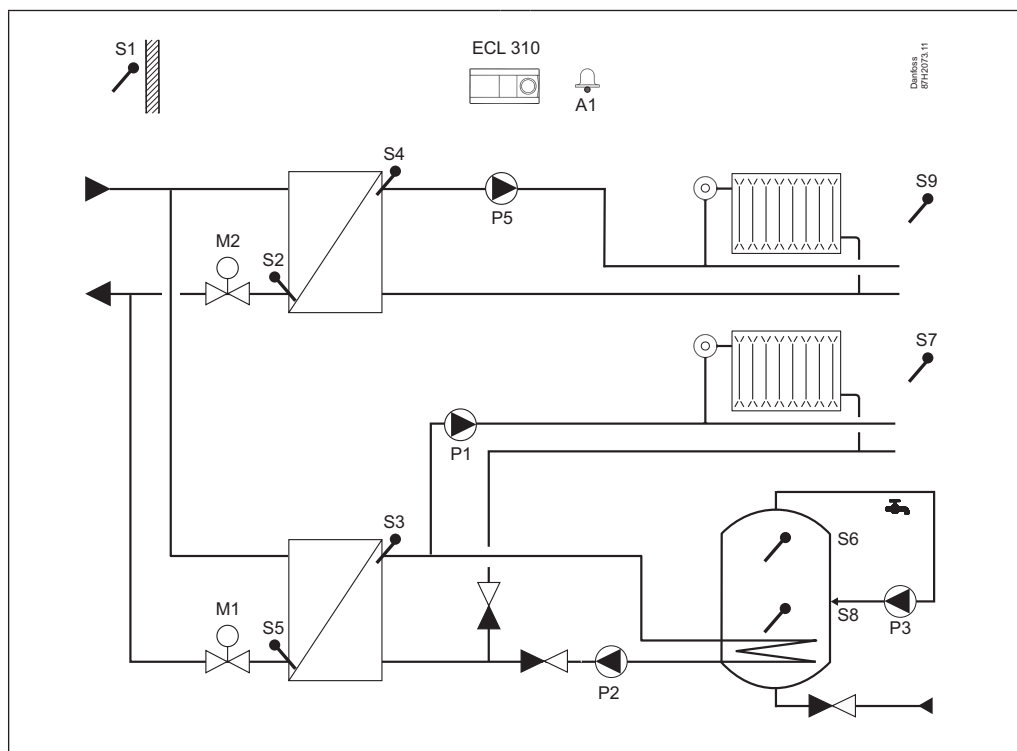 S1
ECL 310
A1
Danfoss
87H2073.11
S4
P5
S9
M2
S2
S7
P1
S3
S6
M1
S5
S8
P3
P2